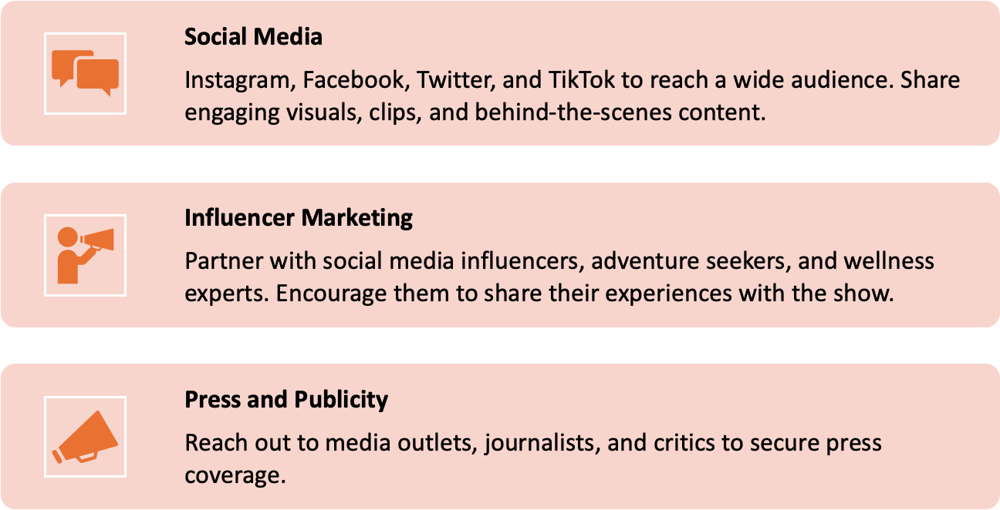 Social Media
Instagram, Facebook, Twitter, and TikTok to reach a wide audience. Share
engaging visuals, clips, and behind-the-scenes content.
Influencer Marketing
Partner with social media influencers, adventure seekers, and wellness
experts. Encourage them to share their experiences with the show.
Press and Publicity
Reach out to media outlets, journalists, and critics to secure press
coverage.